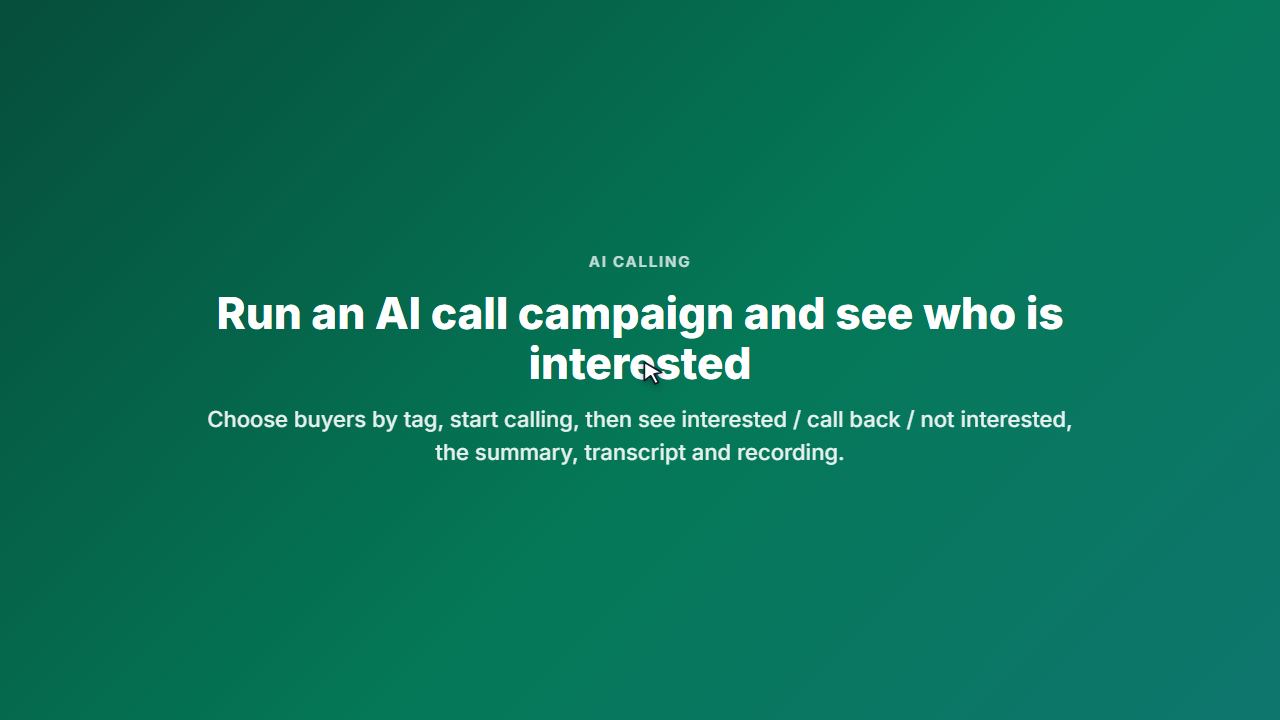 AI CALLING
Run an AI call campaign and see who is
interested
Choose buyers by tag, start calling, then see interested / call back / not interested,
the summary, transcript and recording.